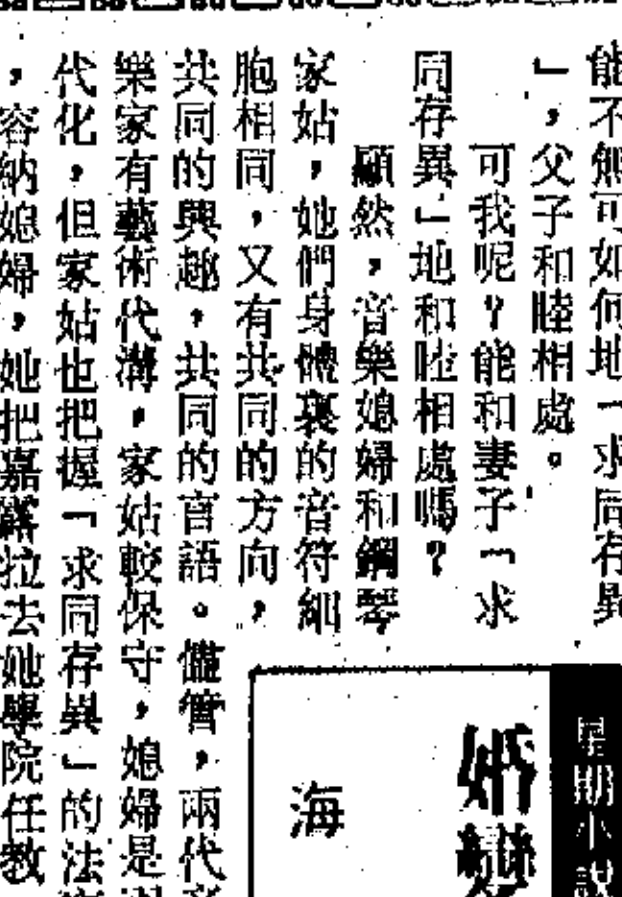 能不無可如何地「求同存異
」，父子和睦相處。
可我呢？能和妻子「求
同存異」地和睦相處嗎？
顯然，音樂媳婦和鋼琴
家姑，她們身體裏的音符細
胞相同，又有共同的方向，
共同的興趣，共同的言語。儘管，兩代音
樂家有藝術代溝，家姑較保守，媳婦是
代化，但家姑也把握「求同存異」的法
，容納媳婦，她把嘉露拉去她學院任教
星期小説
婚變
海